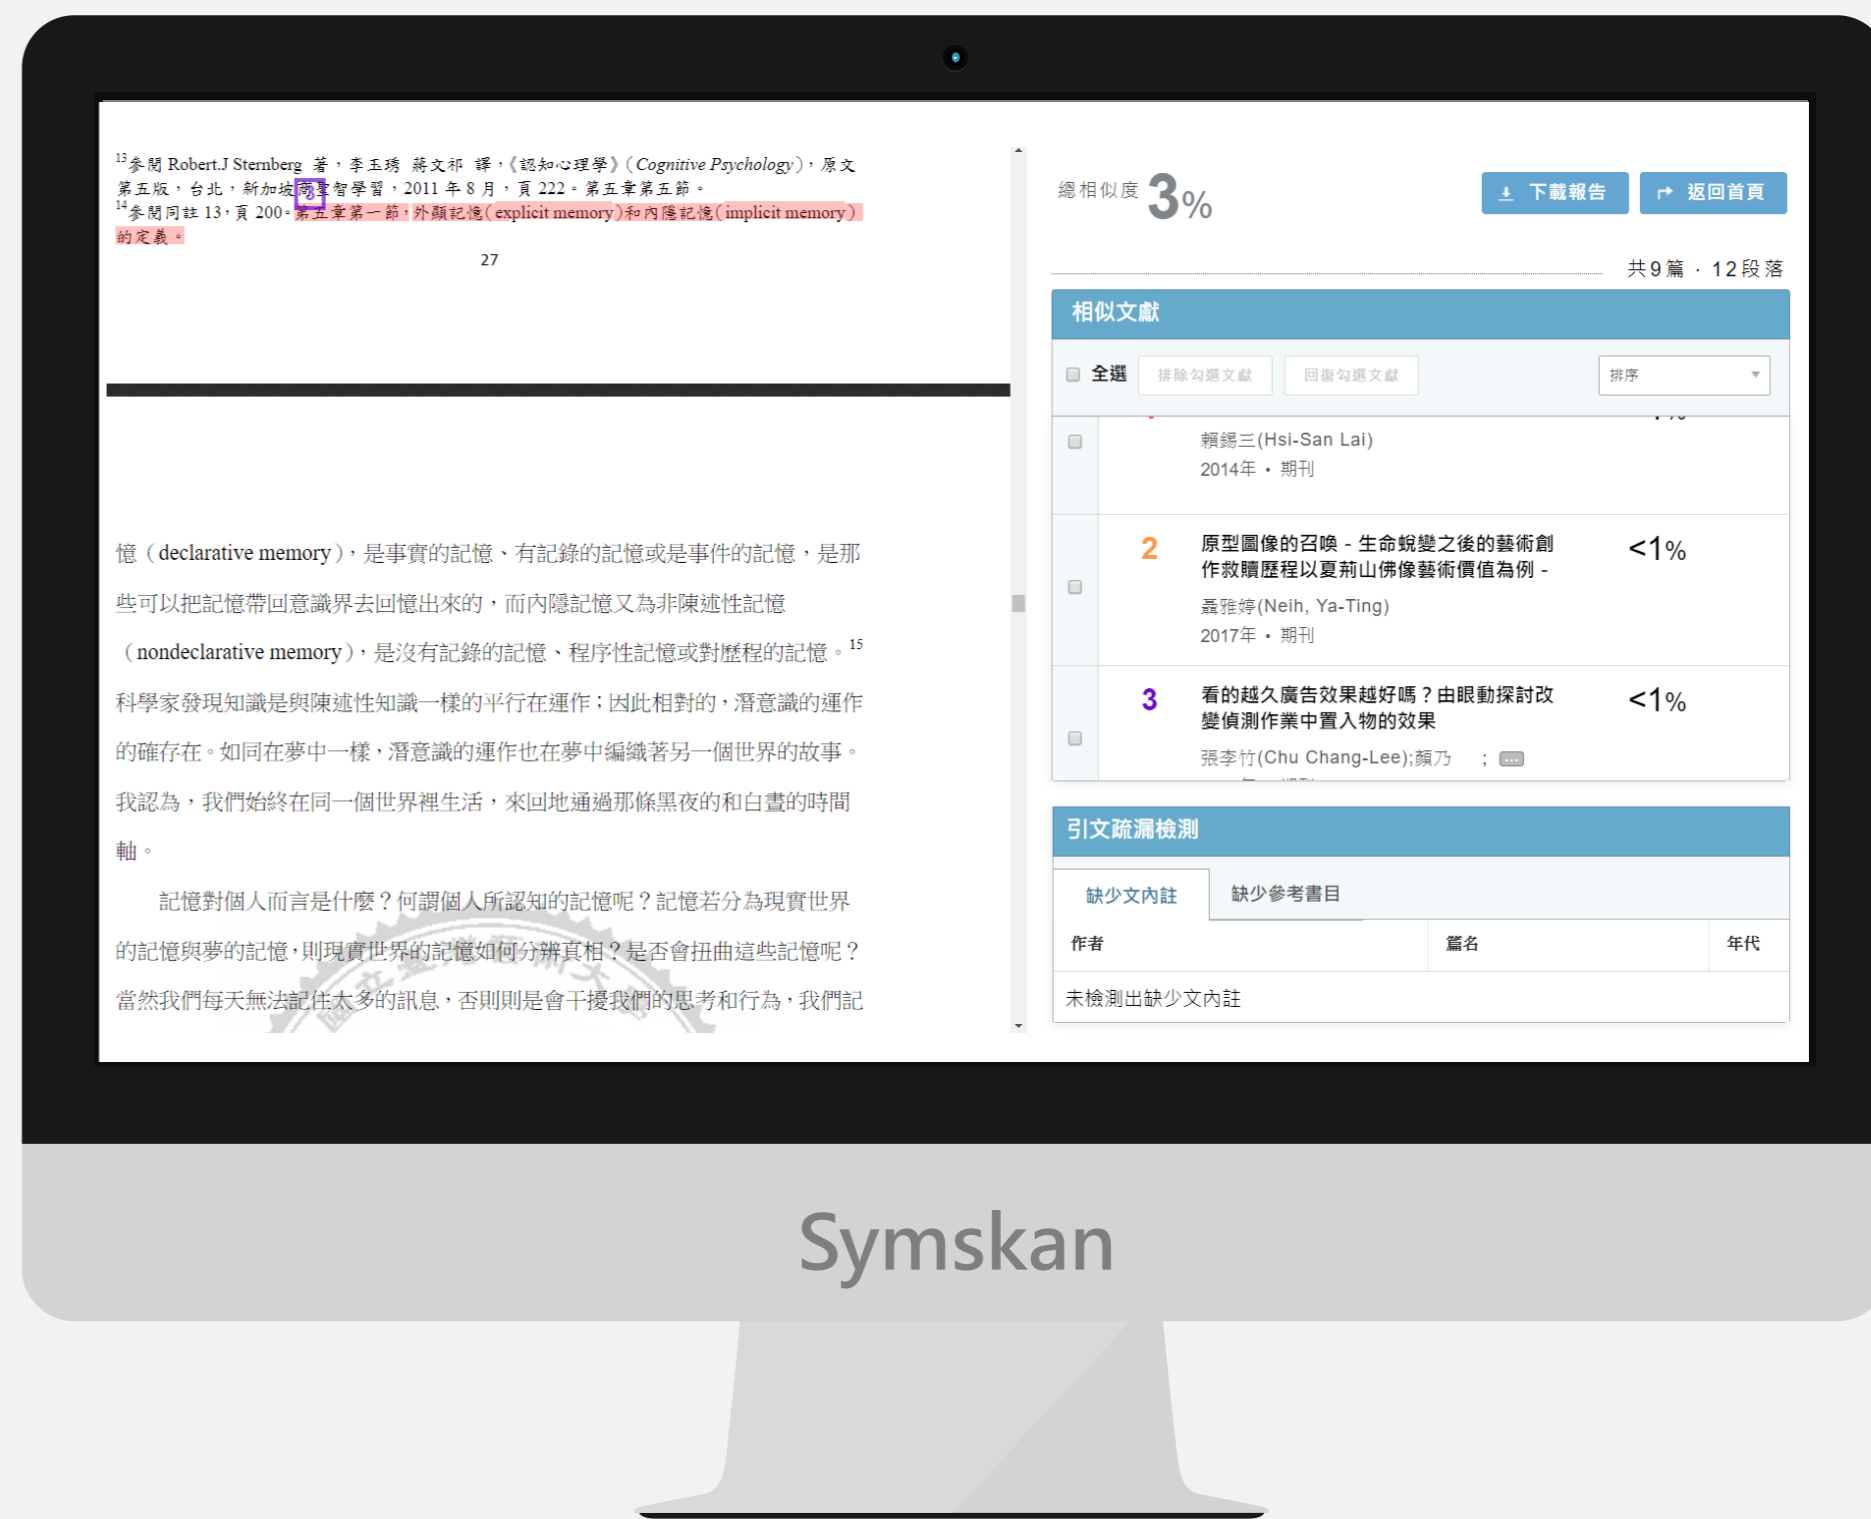 13參閱 Robert.J Sternberg 著，李玉琇 蔣文祁 譯，《認知心理學》（Cognitive Psychology），原文
第五版，台北，新加坡商聖智學習，2011 年 8 月，頁 222。第五章第五節。
3
14參閱同註 13，頁 200。第五章第一節，外顯記憶（explicit memory）和內隱記憶（implicit memory）
的定義。
27
憶（declarative memory），是事實的記憶、有記錄的記憶或是事件的記憶，是那
些可以把記憶帶回意識界去回憶出來的，而內隱記憶又為非陳述性記憶
（nondeclarative memory），是沒有記錄的記憶、程序性記憶或對歷程的記憶。15
科學家發現知識是與陳述性知識一樣的平行在運作；因此相對的，潛意識的運作
的確存在。如同在夢中一樣，潛意識的運作也在夢中編織著另一個世界的故事。
我認為，我們始終在同一個世界裡生活，來回地通過那條黑夜的和白晝的時間
軸。
記憶對個人而言是什麼？何謂個人所認知的記憶呢？記憶若分為現實世界
的記憶與夢的記憶，則現實世界的記憶如何分辨真相？是否會扭曲這些記憶呢？
當然我們每天無法記住太多的訊息，否則則是會干擾我們的思考和行為，我們記
國立臺灣藝術大學
總相似度 3%
下載報告
返回首頁
共9篇 · 12段落
相似文獻
全選
排除勾選文獻
回復勾選文獻
排序
賴錫三(Hsi-San Lai)
2014年 • 期刊
2
原型圖像的召喚 - 生命蛻變之後的藝術創
作救贖歷程以夏荊山佛像藝術價值為例 -
<1%
聶雅婷(Neih, Ya-Ting)
2017年 • 期刊
3
看的越久廣告效果越好嗎？由眼動探討改
變偵測作業中置入物的效果
<1%
張李竹(Chu Chang-Lee);顏乃 ; ...
引文疏漏檢測
缺少文內註
缺少參考書目
作者 篇名 年代
未檢測出缺少文內註
Symskan